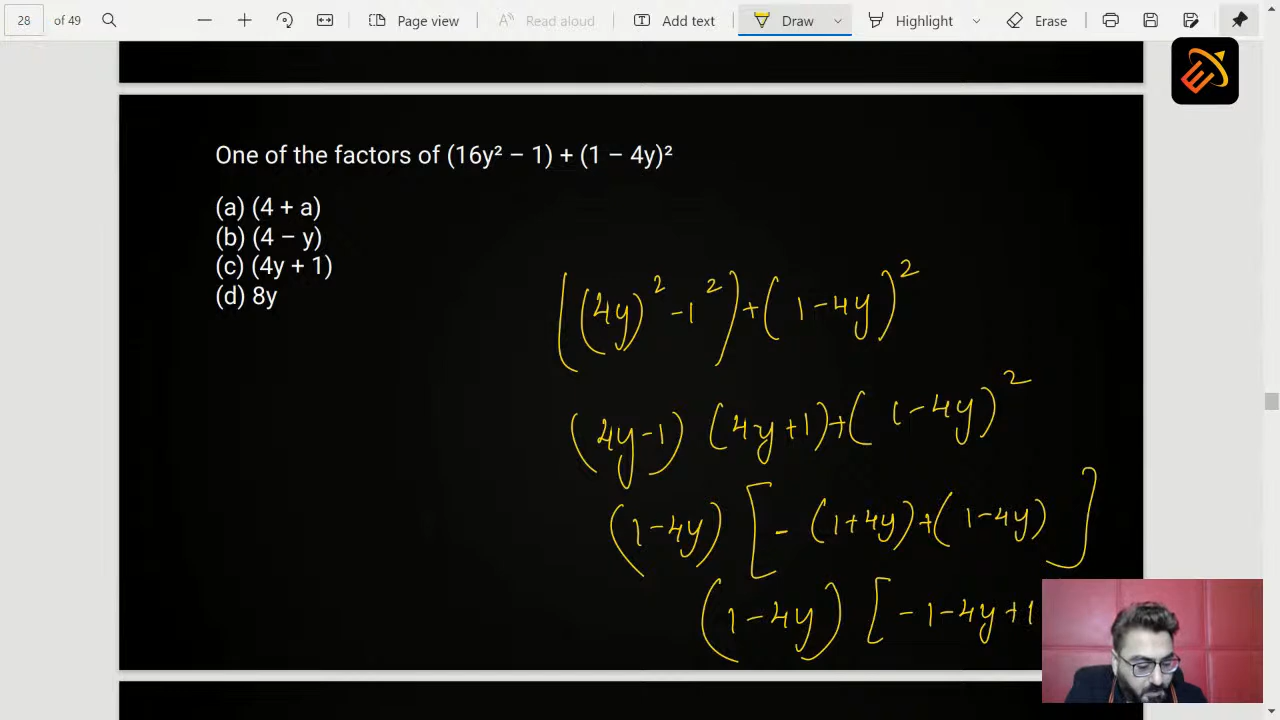 28 of 49 Page view Read aloud Add text Draw Highlight Erase
One of the factors of (16y² − 1) + (1 − 4y)²
(a) (4 + a)
(b) (4 − y)
(c) (4y + 1)
(d) 8y
((4y)² -1²) + (1-4y)²
(4y-1) (4y+1) + (1-4y)²
(1-4y) [- (1+4y) + (1-4y)]
(1-4y) [-1-4y+1